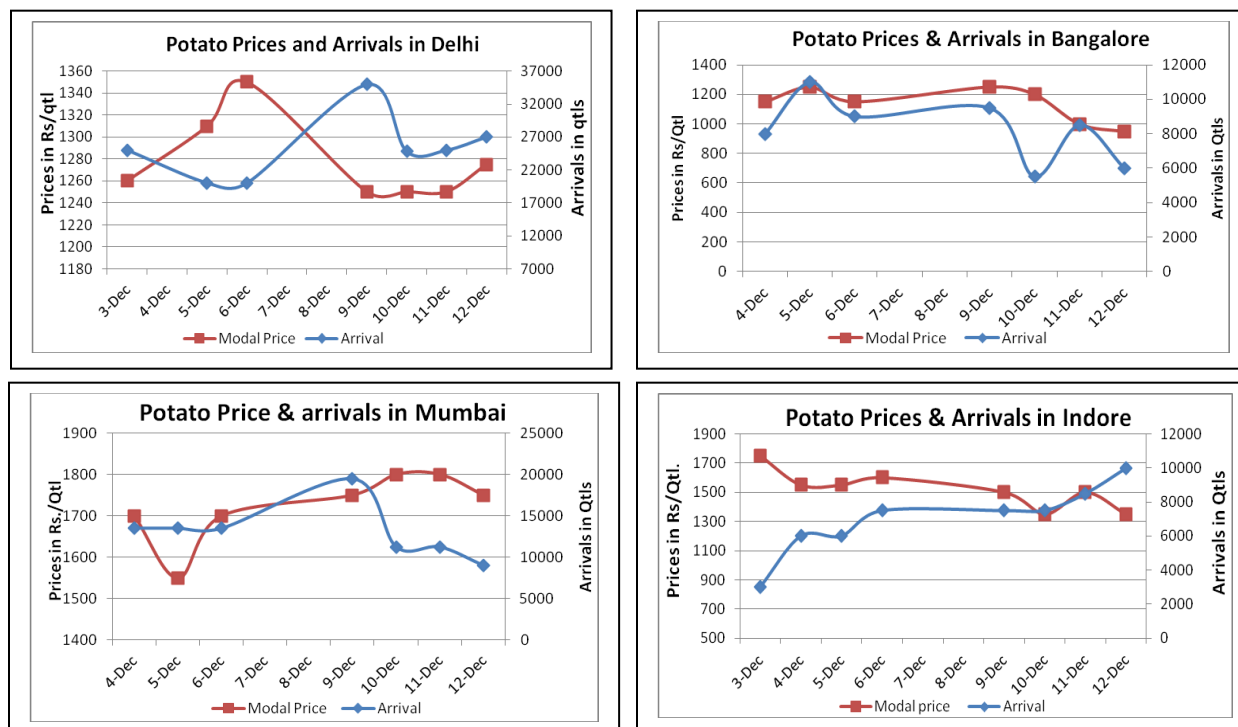 Potato Prices and Arrivals in Delhi
Prices in Rs/qtl
1360
1340
1320
1300
1280
1260
1240
1220
1200
1180
37000
32000
27000
22000
17000
12000
7000
Arrivals in qtls
3-Dec
4-Dec
5-Dec
6-Dec
7-Dec
8-Dec
9-Dec
10-Dec
11-Dec
12-Dec
Modal Price
Arrival
Potato Prices & Arrivals in Bangalore
Prices in Rs/Qtl
1400
1200
1000
800
600
400
200
0
12000
10000
8000
6000
4000
2000
0
Arrivals in Qtls
4-Dec
5-Dec
6-Dec
7-Dec
8-Dec
9-Dec
10-Dec
11-Dec
12-Dec
Modal Price
Arrival
Potato Price & arrivals in Mumbai
Prices in Rs./Qtl
1900
1800
1700
1600
1500
1400
25000
20000
15000
10000
5000
0
Arrivals in Qtls
4-Dec
5-Dec
6-Dec
7-Dec
8-Dec
9-Dec
10-Dec
11-Dec
12-Dec
Modal Price
Arrival
Potato Prices & Arrivals in Indore
Prices in Rs/Qtl.
1900
1700
1500
1300
1100
900
700
500
12000
10000
8000
6000
4000
2000
0
Arrivals in Qtls
3-Dec
4-Dec
5-Dec
6-Dec
7-Dec
8-Dec
9-Dec
10-Dec
11-Dec
12-Dec
Modal price
Arrival